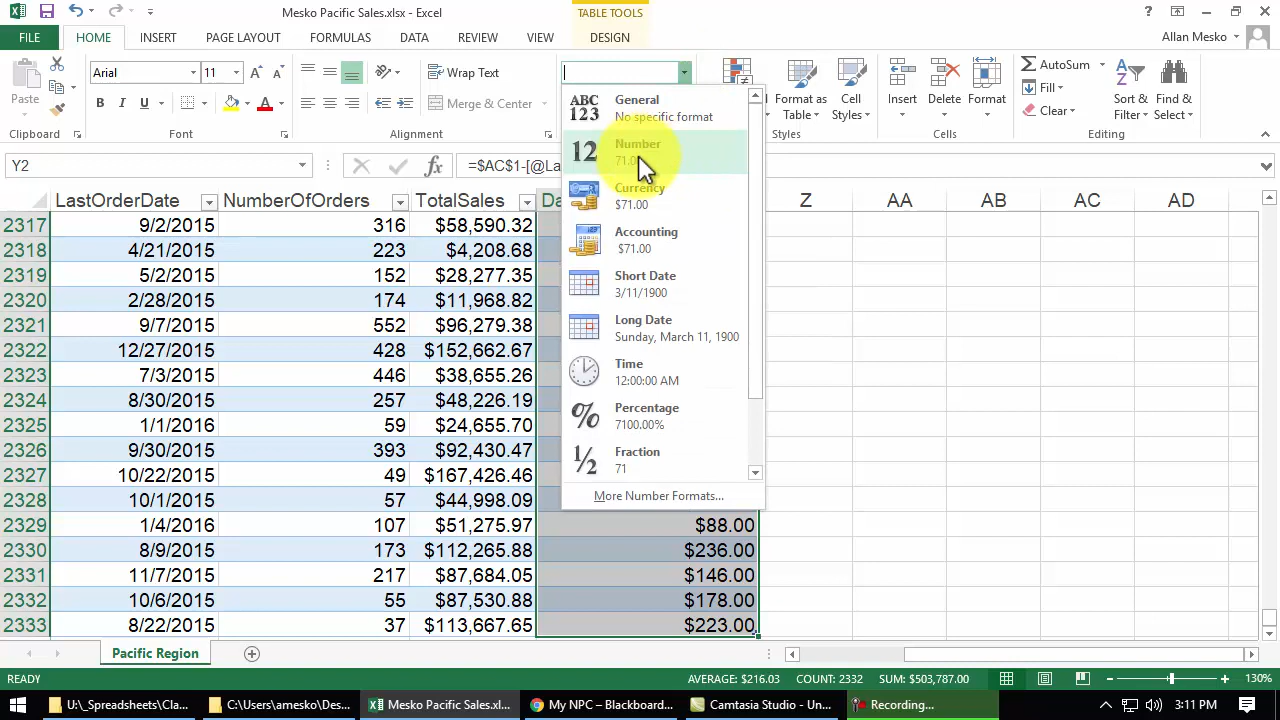 Mesko Pacific Sales.xlsx - Excel
TABLE TOOLS
FILE
HOME
INSERT
PAGE LAYOUT
FORMULAS
DATA
REVIEW
VIEW
DESIGN
Allan Mesko
Paste
Clipboard
Arial
11
B I U
A
Font
Wrap Text
Merge & Center
Alignment
Format as
Table
Cell
Styles
Styles
Insert
Delete
Format
Cells
AutoSum
Fill
Clear
Sort &
Filter
Find &
Select
Editing
Y2
fx
=$AC$1-[@La
General
No specific format
Number
Currency
$71.00
Accounting
$71.00
Short Date
3/11/1900
Long Date
Sunday, March 11, 1900
Time
12:00:00 AM
Percentage
7100.00%
Fraction
71
More Number Formats...
LastOrderDate NumberOfOrders TotalSales Z AA AB AC AD
2317 9/2/2015 316 $58,590.32
2318 4/21/2015 223 $4,208.68
2319 5/2/2015 152 $28,277.35
2320 2/28/2015 174 $11,968.82
2321 9/7/2015 552 $96,279.38
2322 12/27/2015 428 $152,662.67
2323 7/3/2015 446 $38,655.26
2324 8/30/2015 257 $48,226.19
2325 1/1/2016 59 $24,655.70
2326 9/30/2015 393 $92,430.47
2327 10/22/2015 49 $167,426.46
2328 10/1/2015 57 $44,998.09
2329 1/4/2016 107 $51,275.97 $88.00
2330 8/9/2015 173 $112,265.88 $236.00
2331 11/7/2015 217 $87,684.05 $146.00
2332 10/6/2015 55 $87,530.88 $178.00
2333 8/22/2015 37 $113,667.65 $223.00
Pacific Region
READY
AVERAGE: $216.03 COUNT: 2332 SUM: $503,787.00
130%
U:\_Spreadsheets\Cla...
C:\Users\amesko\Des...
Mesko Pacific Sales.xl...
My NPC – Blackboard...
Camtasia Studio - Un...
Recording...
3:11 PM